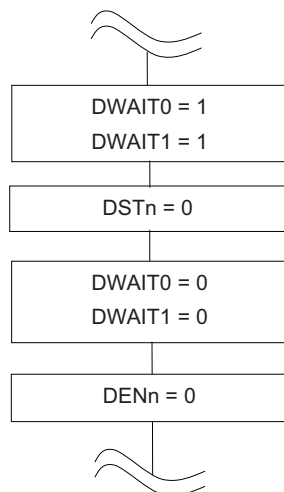 DWAIT0 = 1
DWAIT1 = 1
DSTn = 0
DWAIT0 = 0
DWAIT1 = 0
DENn = 0